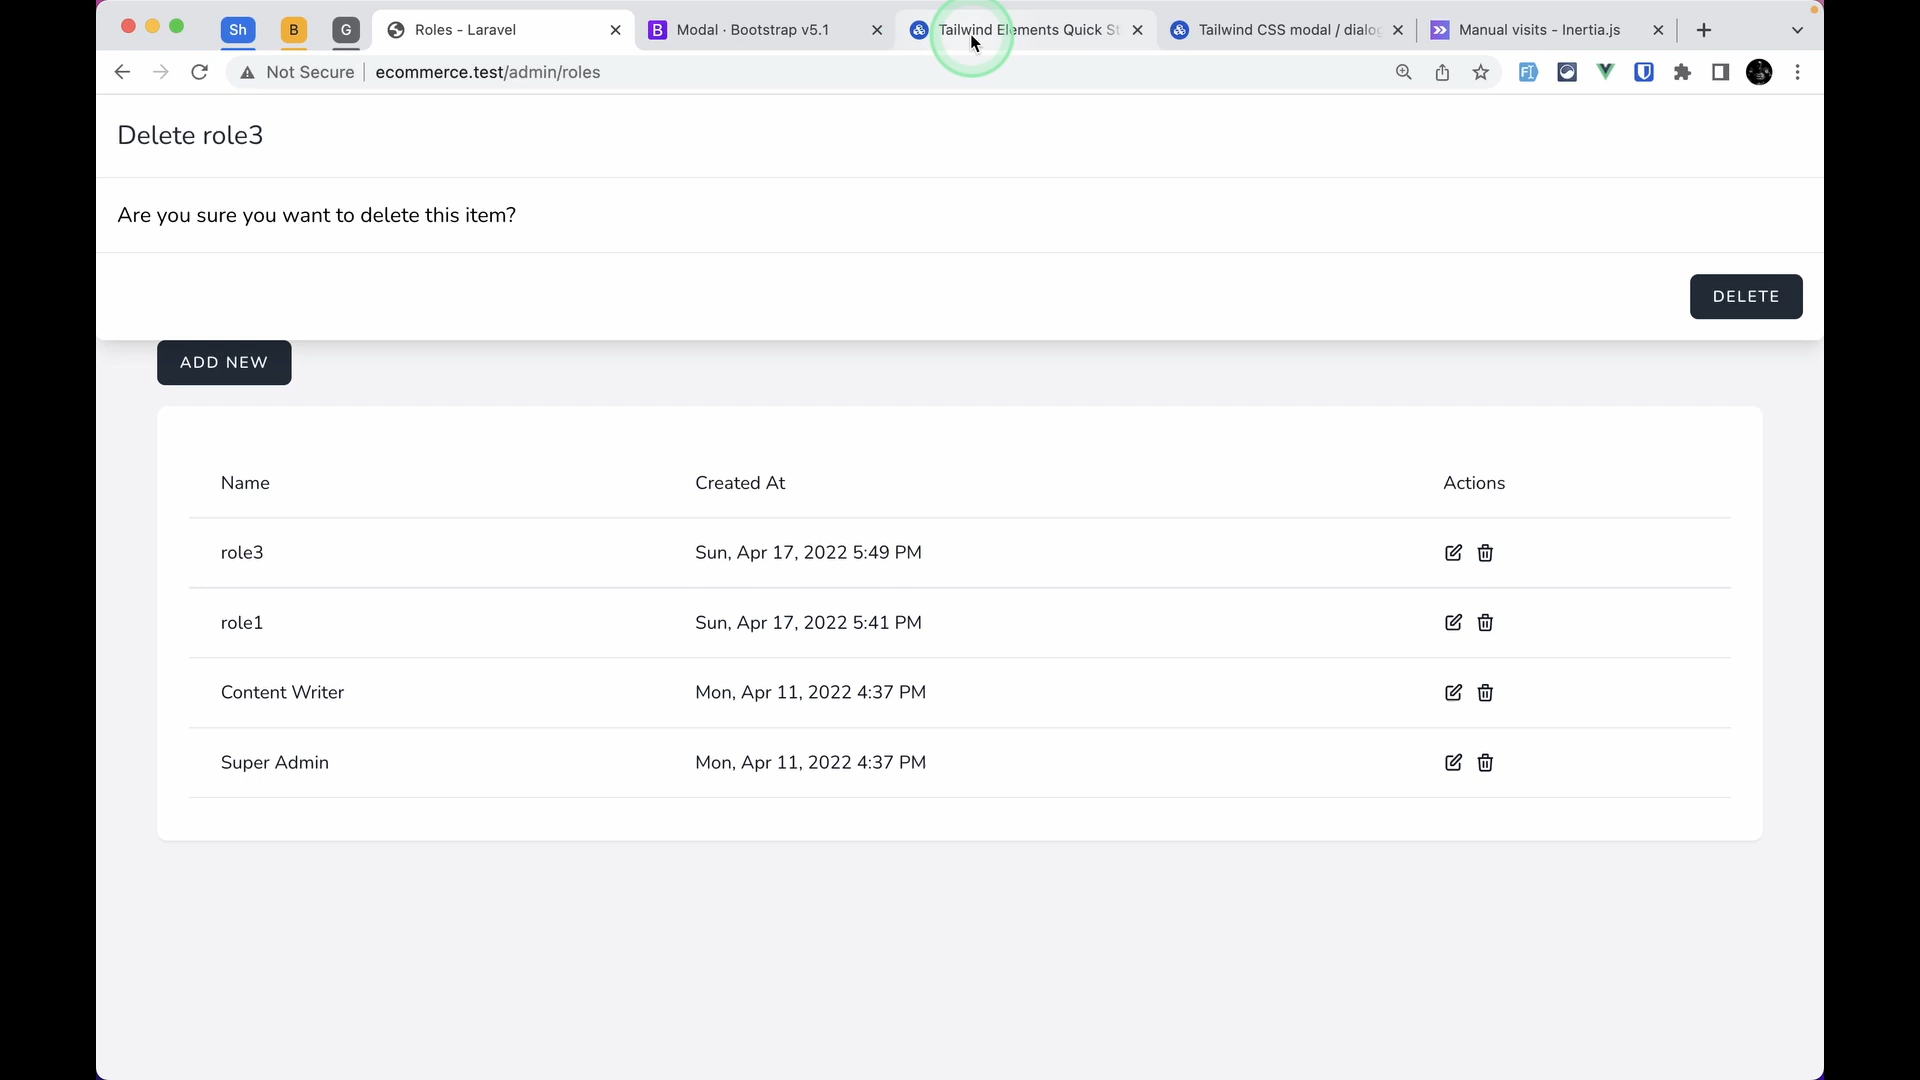 Sh
B
G
Roles - Laravel
B
Modal · Bootstrap v5.1
Tailwind Elements Quick St
Tailwind CSS modal / dialog
Manual visits - Inertia.js
Not Secure
ecommerce.test/admin/roles
Delete role3
Are you sure you want to delete this item?
DELETE
ADD NEW
Name Created At Actions
role3 Sun, Apr 17, 2022 5:49 PM
role1 Sun, Apr 17, 2022 5:41 PM
Content Writer Mon, Apr 11, 2022 4:37 PM
Super Admin Mon, Apr 11, 2022 4:37 PM